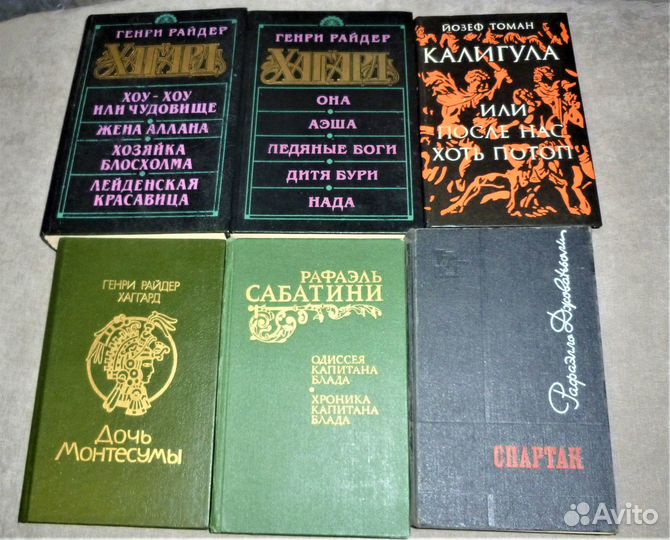 ГЕНРИ РАЙДЕР
ХАГГАРД
ХОУ-ХОУ
ИЛИ ЧУДОВИЩЕ
ЖЕНА АЛЛАНА
ХОЗЯЙКА
БЛОСХОЛМА
ЛЕЙДЕНСКАЯ
КРАСАВИЦА
ГЕНРИ РАЙДЕР
ХАГГАРД
ОНА
АЭША
ЛЕДЯНЫЕ БОГИ
ДИТЯ БУРИ
НАДА
ЙОЗЕФ ТОМАН
КАЛИГУЛА
ИЛИ
ПОСЛЕ НАС
ХОТЬ ПОТОП
ГЕНРИ РАЙДЕР
ХАГГАРД
Дочь
Монтесумы
РАФАЭЛЬ
САБАТИНИ
ОДИССЕЯ
КАПИТАНА
БЛАДА
ХРОНИКА
КАПИТАНА
БЛАДА
Рафаэлло Джованьоли
СПАРТАК
Avito